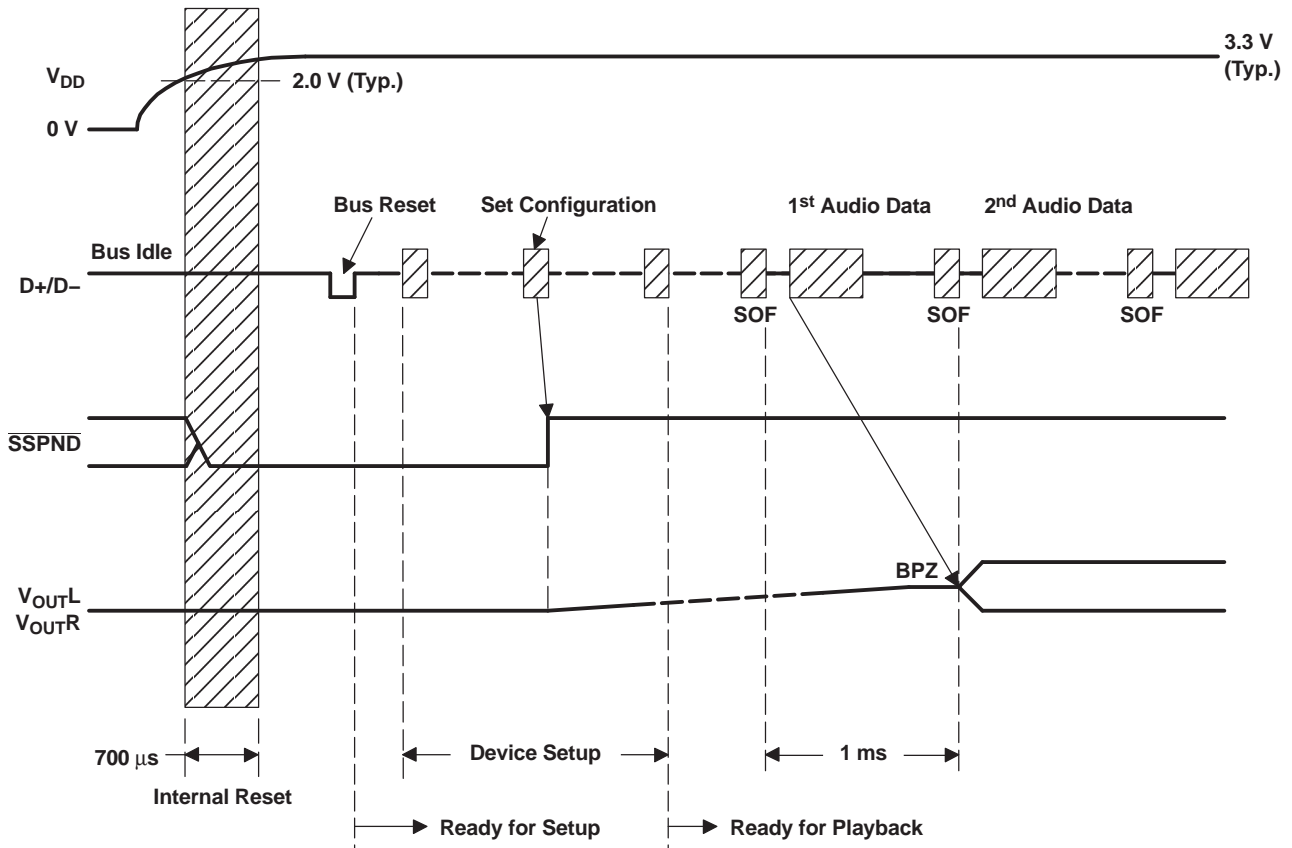 3.3 V
(Typ.)
VDD
2.0 V (Typ.)
0 V
Bus Reset
Set Configuration
1st Audio Data
2nd Audio Data
Bus Idle
D+/D–
SOF
SOF
SOF
SSPND
BPZ
VOUTL
VOUTR
700 μs
Device Setup
1 ms
Internal Reset
Ready for Setup
Ready for Playback